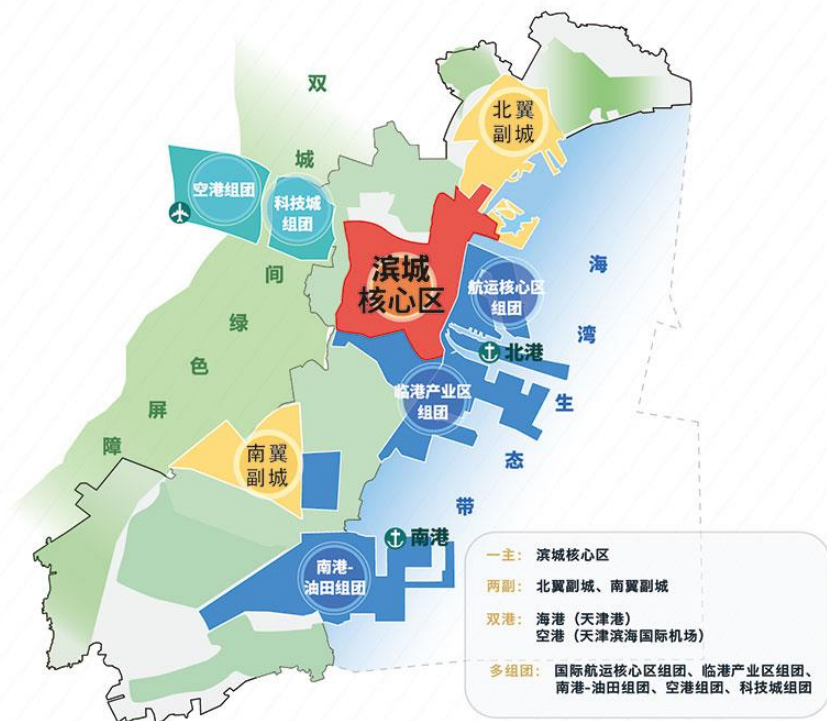 双城间绿色屏障
北翼
副城
空港组团
科技城
组团
滨城
核心区
航运核心区
组团
海湾生态带
北港
临港产业区
组团
南翼
副城
南港
南港-
油田组团
一主： 滨城核心区
两副： 北翼副城、南翼副城
双港： 海港（天津港）
空港（天津滨海国际机场）
多组团： 国际航运核心区组团、临港产业区组团、
南港-油田组团、空港组团、科技城组团